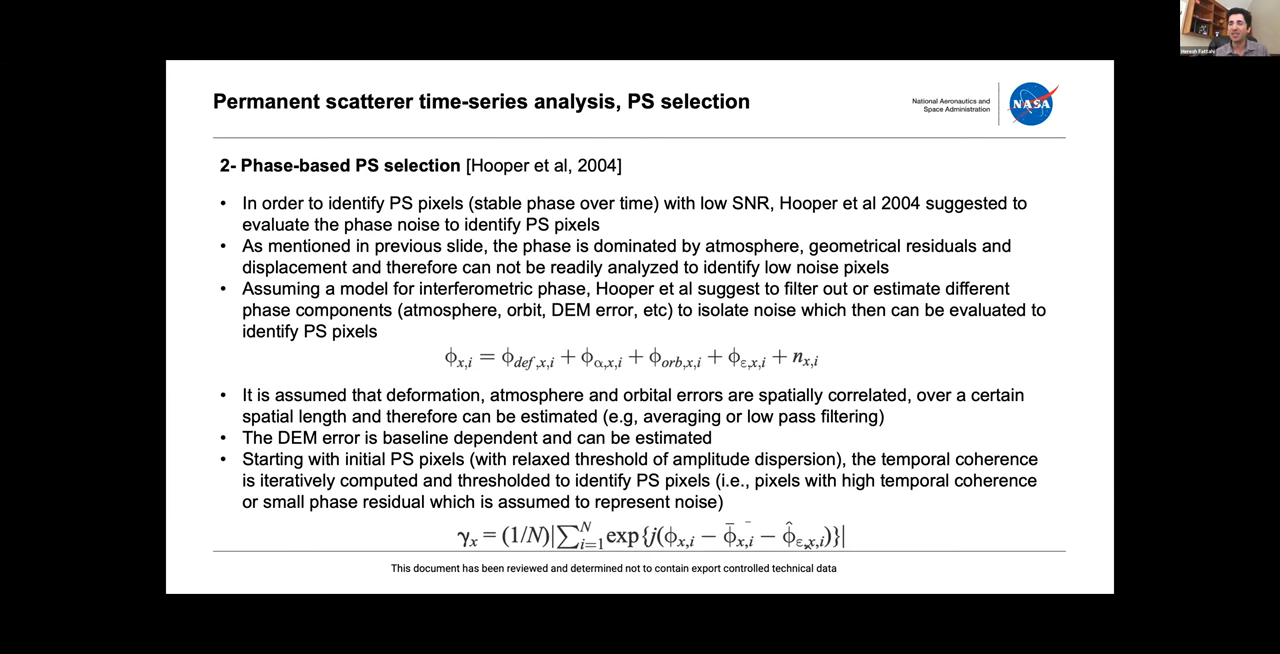 Heresh Fattahi
Permanent scatterer time-series analysis, PS selection
National Aeronautics and
Space Administration
NASA
2- Phase-based PS selection [Hooper et al, 2004]
• In order to identify PS pixels (stable phase over time) with low SNR, Hooper et al 2004 suggested to
evaluate the phase noise to identify PS pixels
• As mentioned in previous slide, the phase is dominated by atmosphere, geometrical residuals and
displacement and therefore can not be readily analyzed to identify low noise pixels
• Assuming a model for interferometric phase, Hooper et al suggest to filter out or estimate different
phase components (atmosphere, orbit, DEM error, etc) to isolate noise which then can be evaluated to
identify PS pixels
ϕx,i = ϕdef,x,i + ϕα,x,i + ϕorb,x,i + ϕε,x,i + nx,i
• It is assumed that deformation, atmosphere and orbital errors are spatially correlated, over a certain
spatial length and therefore can be estimated (e.g, averaging or low pass filtering)
• The DEM error is baseline dependent and can be estimated
• Starting with initial PS pixels (with relaxed threshold of amplitude dispersion), the temporal coherence
is iteratively computed and thresholded to identify PS pixels (i.e., pixels with high temporal coherence
or small phase residual which is assumed to represent noise)
γx = (1/N)|∑i=1N exp{j(ϕx,i − ϕ̄x,i − ϕ̂ε,x,i)}|
This document has been reviewed and determined not to contain export controlled technical data